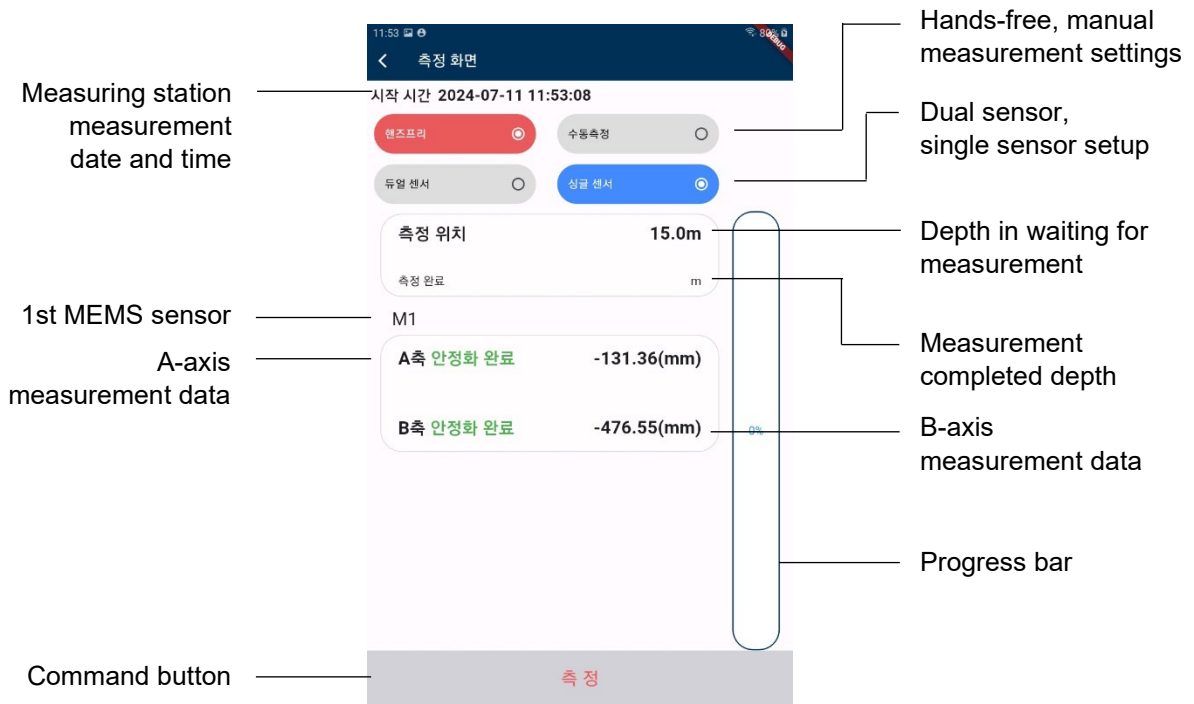 Hands-free, manual
measurement settings
11:53
80%
DEBUG
측정 화면
Measuring station
measurement
date and time
시작 시간 2024-07-11 11:53:08
Dual sensor,
single sensor setup
핸즈프리
수동측정
듀얼 센서
싱글 센서
측정 위치 15.0m
Depth in waiting for
measurement
측정 완료 m
1st MEMS sensor
M1
Measurement
completed depth
A-axis
measurement data
A축 안정화 완료 -131.36(mm)
B축 안정화 완료 -476.55(mm)
0%
B-axis
measurement data
Progress bar
Command button
측 정